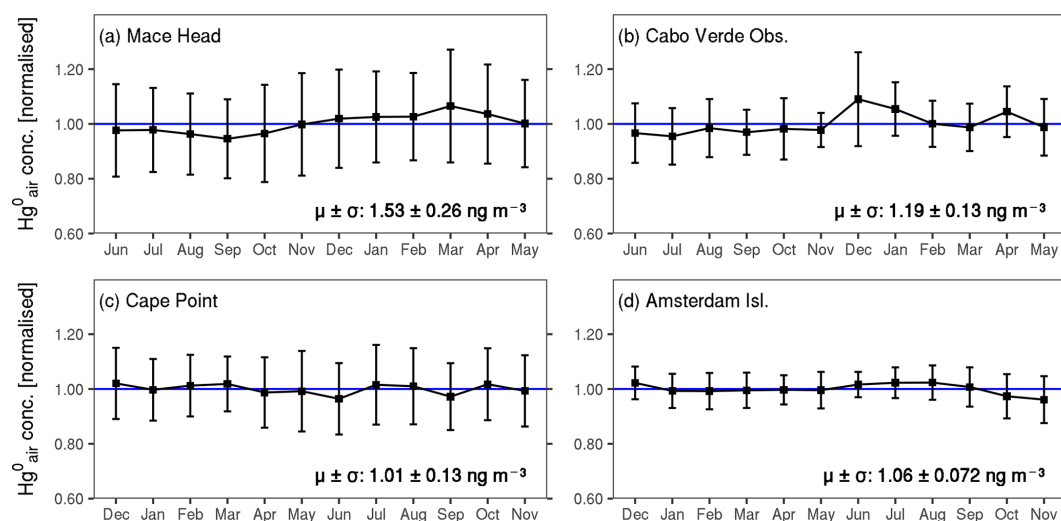 (a) Mace Head
Hg⁰air conc. [normalised]
1.20
1.00
0.80
0.60
μ ± σ: 1.53 ± 0.26 ng m⁻³
Jun Jul Aug Sep Oct Nov Dec Jan Feb Mar Apr May
(b) Cabo Verde Obs.
1.20
1.00
0.80
0.60
μ ± σ: 1.19 ± 0.13 ng m⁻³
Jun Jul Aug Sep Oct Nov Dec Jan Feb Mar Apr May
(c) Cape Point
Hg⁰air conc. [normalised]
1.20
1.00
0.80
0.60
μ ± σ: 1.01 ± 0.13 ng m⁻³
Dec Jan Feb Mar Apr May Jun Jul Aug Sep Oct Nov
(d) Amsterdam Isl.
1.20
1.00
0.80
0.60
μ ± σ: 1.06 ± 0.072 ng m⁻³
Dec Jan Feb Mar Apr May Jun Jul Aug Sep Oct Nov